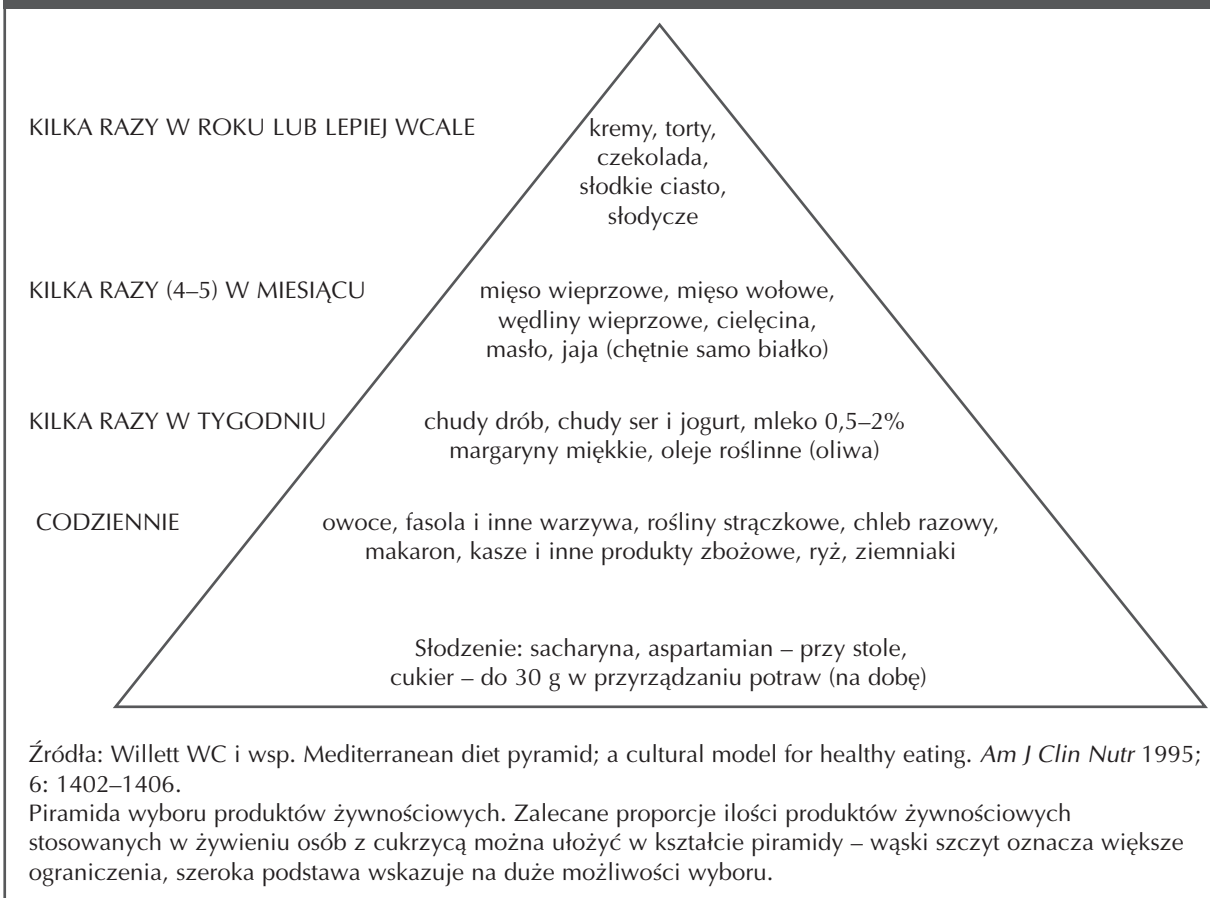 KILKA RAZY W ROKU LUB LEPIEJ WCALE
kremy, torty,
czekolada,
słodkie ciasto,
słodycze
KILKA RAZY (4–5) W MIESIĄCU
mięso wieprzowe, mięso wołowe,
wędliny wieprzowe, cielęcina,
masło, jaja (chętnie samo białko)
KILKA RAZY W TYGODNIU
chudy drób, chudy ser i jogurt, mleko 0,5–2%
margaryny miękkie, oleje roślinne (oliwa)
CODZIENNIE
owoce, fasola i inne warzywa, rośliny strączkowe, chleb razowy,
makaron, kasze i inne produkty zbożowe, ryż, ziemniaki
Słodzenie: sacharyna, aspartamian – przy stole,
cukier – do 30 g w przyrządzaniu potraw (na dobę)
Źródła: Willett WC i wsp. Mediterranean diet pyramid; a cultural model for healthy eating. Am J Clin Nutr 1995;
6: 1402–1406.
Piramida wyboru produktów żywnościowych. Zalecane proporcje ilości produktów żywnościowych
stosowanych w żywieniu osób z cukrzycą można ułożyć w kształcie piramidy – wąski szczyt oznacza większe
ograniczenia, szeroka podstawa wskazuje na duże możliwości wyboru.